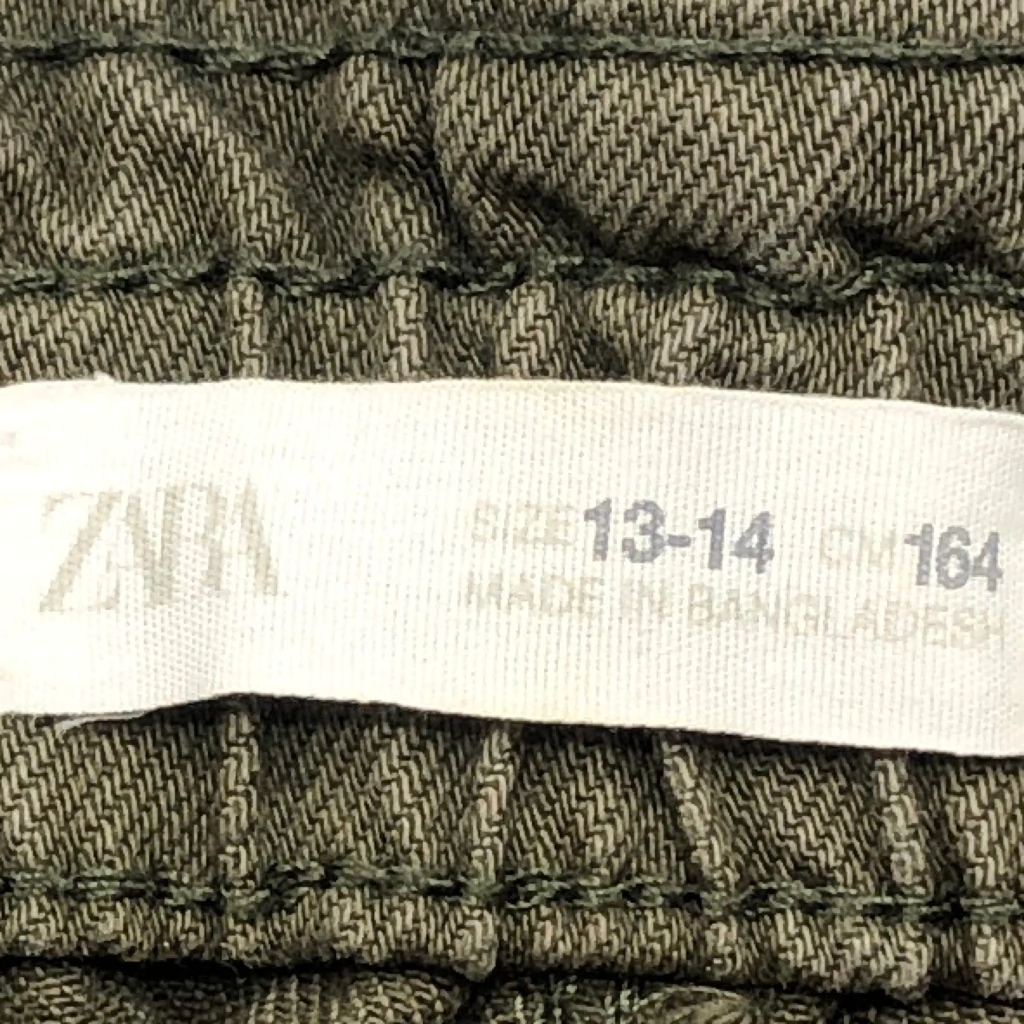 ZARA
SIZE 13-14 CM 164
MADE IN BANGLADESH